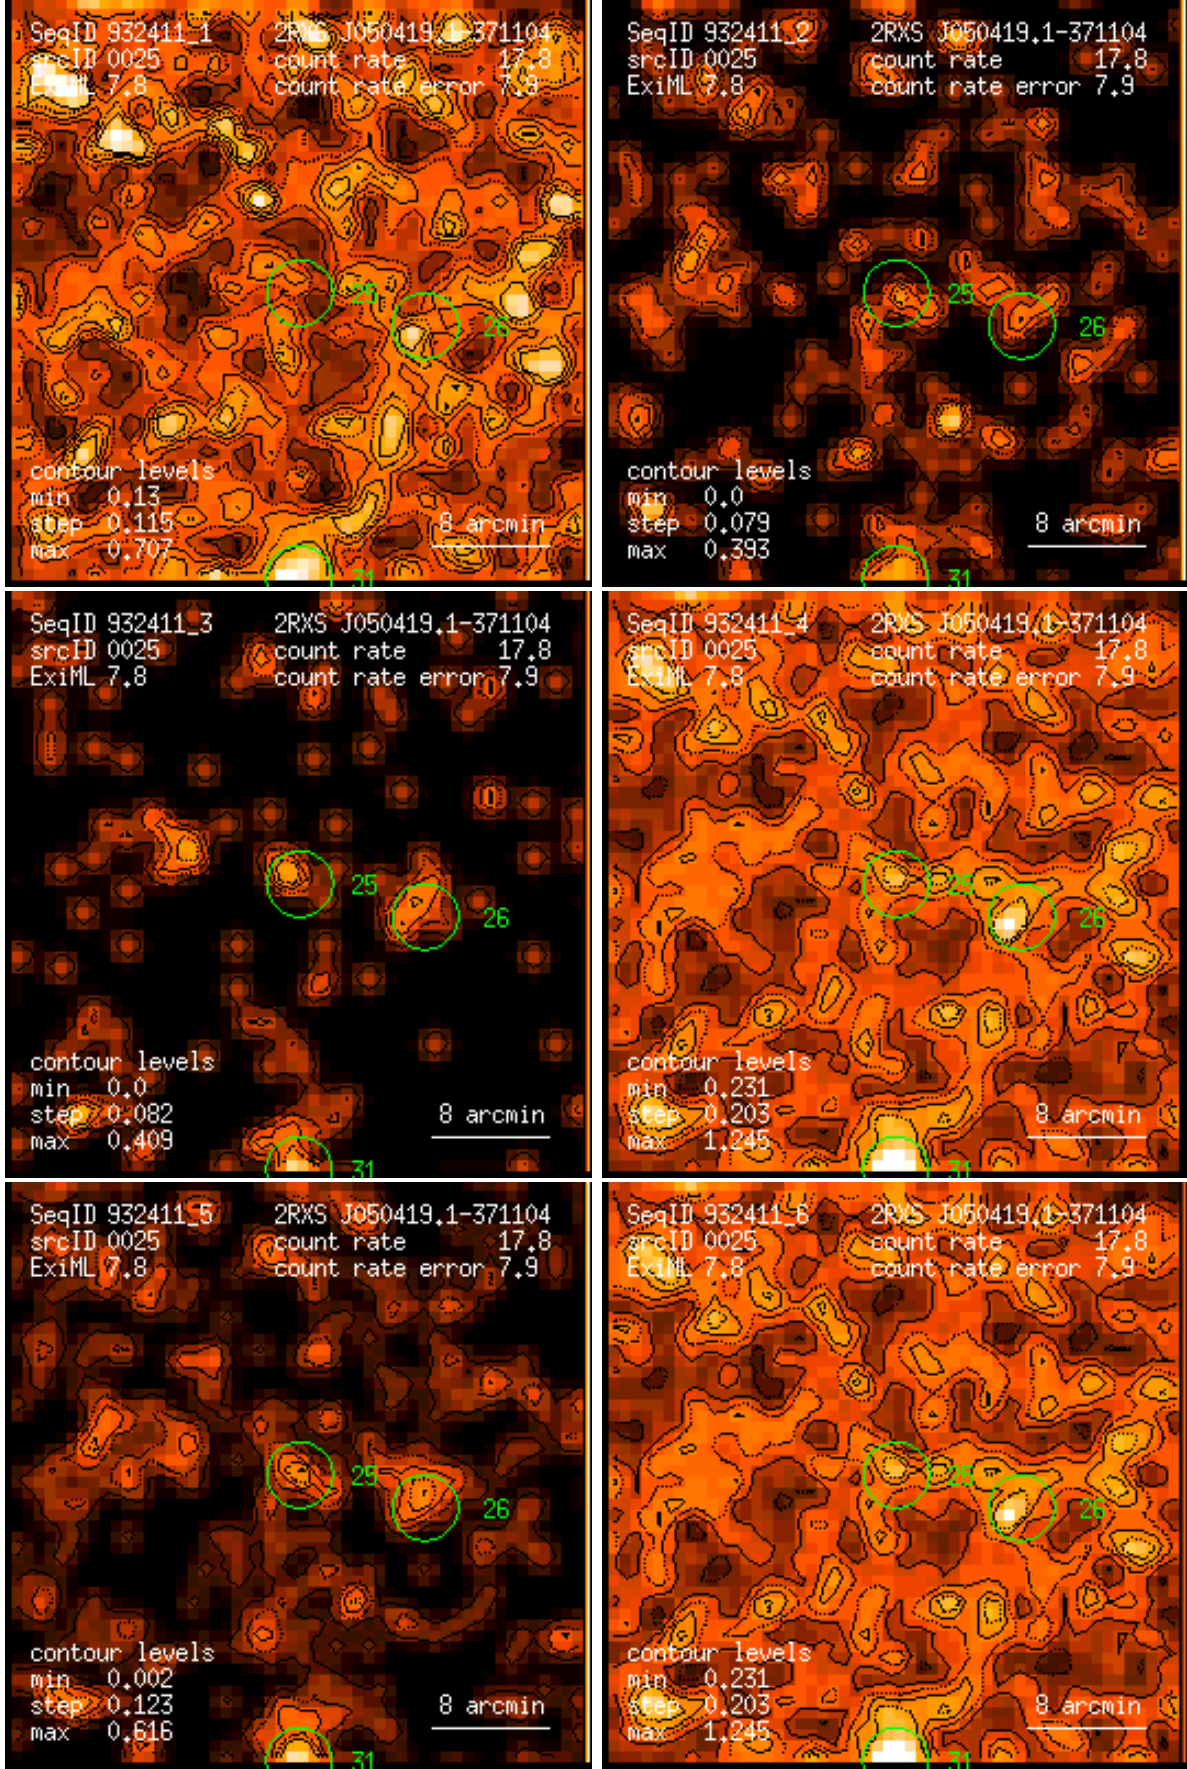 SeqID 932411_1 2RXS J050419.1-371104
srcID 0025 count rate 17.8
ExiML 7.8 count rate error 7.9
25
26
contour levels
min 0.13
step 0.115
max 0.707
8 arcmin
31
SeqID 932411_2 2RXS J050419.1-371104
srcID 0025 count rate 17.8
ExiML 7.8 count rate error 7.9
25
26
contour levels
min 0.0
step 0.079
max 0.393
8 arcmin
31
SeqID 932411_3 2RXS J050419.1-371104
srcID 0025 count rate 17.8
ExiML 7.8 count rate error 7.9
25
26
contour levels
min 0.0
step 0.082
max 0.409
8 arcmin
31
SeqID 932411_4 2RXS J050419.1-371104
srcID 0025 count rate 17.8
ExiML 7.8 count rate error 7.9
25
26
contour levels
min 0.231
step 0.203
max 1.245
8 arcmin
31
SeqID 932411_5 2RXS J050419.1-371104
srcID 0025 count rate 17.8
ExiML 7.8 count rate error 7.9
25
26
contour levels
min 0.002
step 0.123
max 0.616
8 arcmin
31
SeqID 932411_6 2RXS J050419.1-371104
srcID 0025 count rate 17.8
ExiML 7.8 count rate error 7.9
25
26
contour levels
min 0.231
step 0.203
max 1.245
8 arcmin
31